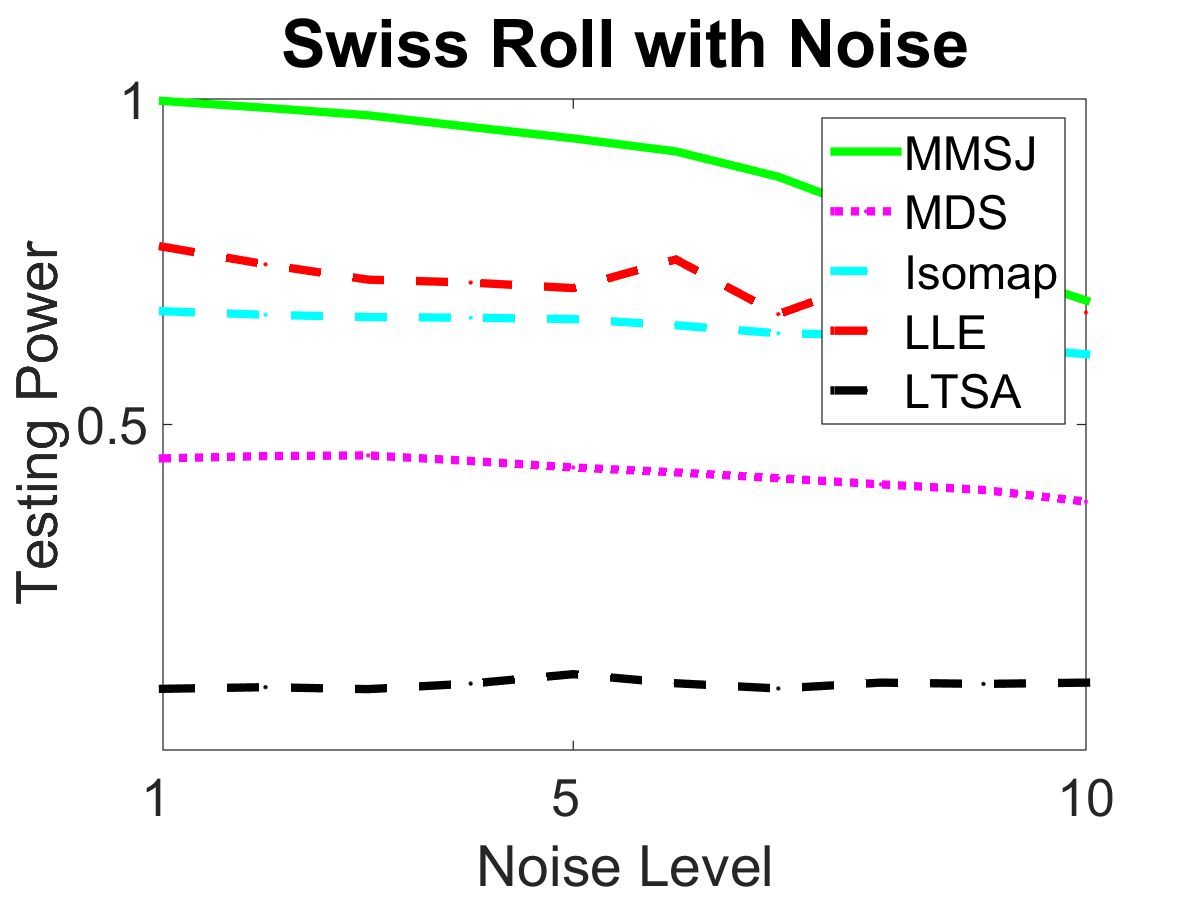 Swiss Roll with Noise
1
MMSJ
MDS
Isomap
LLE
LTSA
Testing Power
0.5
1
5
10
Noise Level